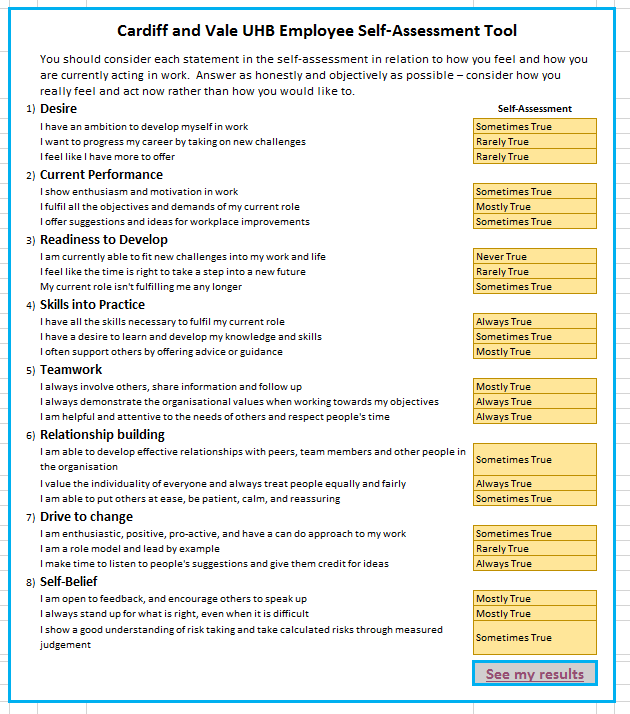 Cardiff and Vale UHB Employee Self-Assessment Tool
You should consider each statement in the self-assessment in relation to how you feel and how you
are currently acting in work.  Answer as honestly and objectively as possible – consider how you
really feel and act now rather than how you would like to.
1) Desire Self-Assessment
I have an ambition to develop myself in work Sometimes True
I want to progress my career by taking on new challenges Rarely True
I feel like I have more to offer Rarely True
2) Current Performance
I show enthusiasm and motivation in work Sometimes True
I fulfil all the objectives and demands of my current role Mostly True
I offer suggestions and ideas for workplace improvements Sometimes True
3) Readiness to Develop
I am currently able to fit new challenges into my work and life Never True
I feel like the time is right to take a step into a new future Rarely True
My current role isn't fulfilling me any longer Sometimes True
4) Skills into Practice
I have all the skills necessary to fulfil my current role Always True
I have a desire to learn and develop my knowledge and skills Sometimes True
I often support others by offering advice or guidance Mostly True
5) Teamwork
I always involve others, share information and follow up Mostly True
I always demonstrate the organisational values when working towards my objectives Always True
I am helpful and attentive to the needs of others and respect people's time Always True
6) Relationship building
I am able to develop effective relationships with peers, team members and other people in
the organisation Sometimes True
I value the individuality of everyone and always treat people equally and fairly Always True
I am able to put others at ease, be patient, calm, and reassuring Sometimes True
7) Drive to change
I am enthusiastic, positive, pro-active, and have a can do approach to my work Sometimes True
I am a role model and lead by example Rarely True
I make time to listen to people's suggestions and give them credit for ideas Always True
8) Self-Belief
I am open to feedback, and encourage others to speak up Mostly True
I always stand up for what is right, even when it is difficult Mostly True
I show a good understanding of risk taking and take calculated risks through measured
judgement Sometimes True
See my results